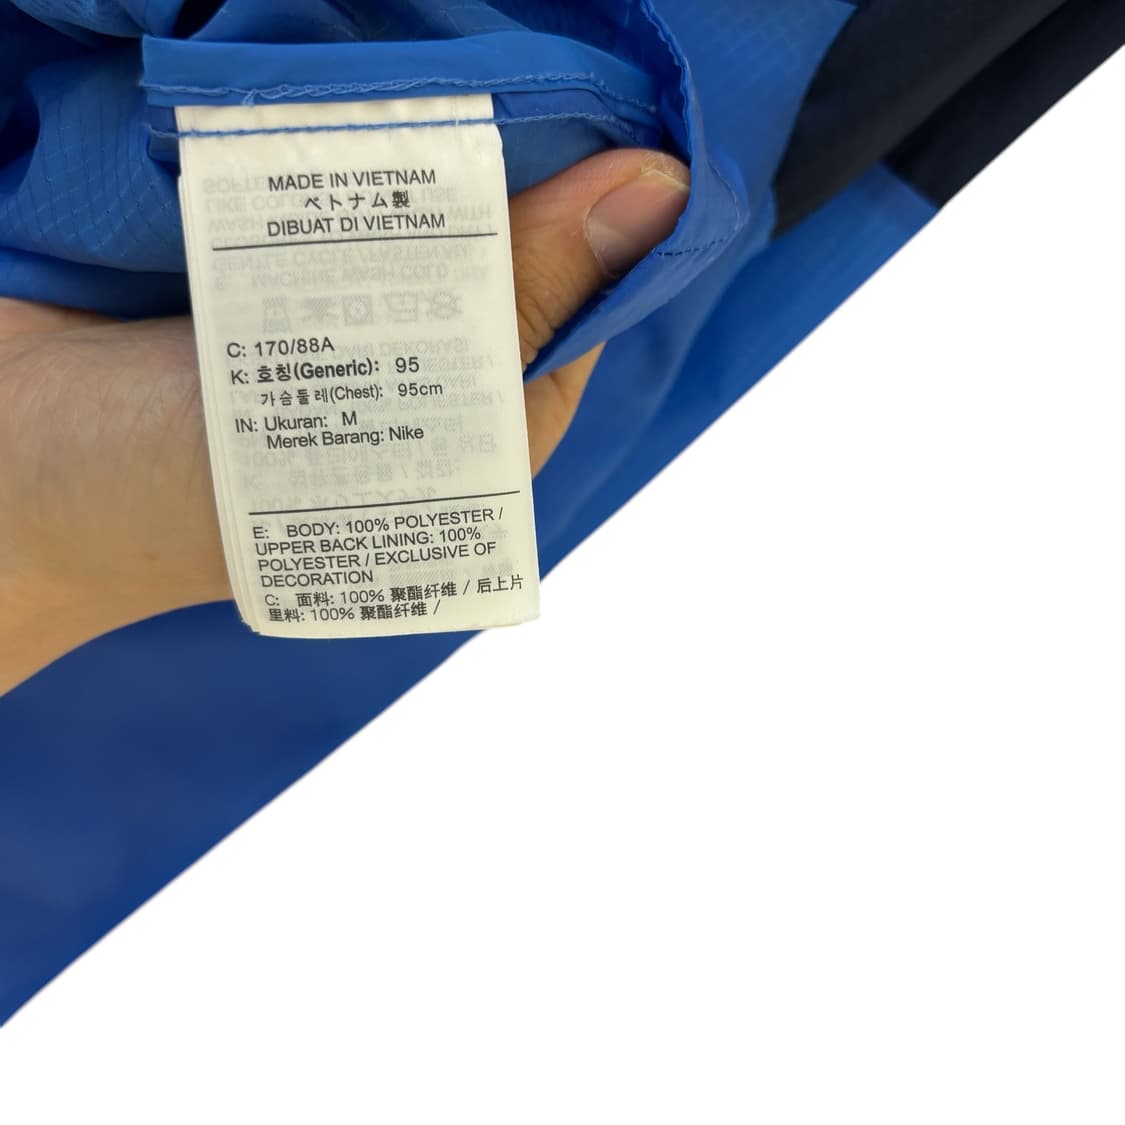 MADE IN VIETNAM
ベトナム製
DIBUAT DI VIETNAM
C: 170/88A
K: 호칭(Generic): 95
가슴둘레(Chest): 95cm
IN: Ukuran: M
Merek Barang: Nike
E: BODY: 100% POLYESTER /
UPPER BACK LINING: 100%
POLYESTER / EXCLUSIVE OF
DECORATION
C: 面料: 100% 聚酯纤维 / 后上片
里料: 100% 聚酯纤维 /